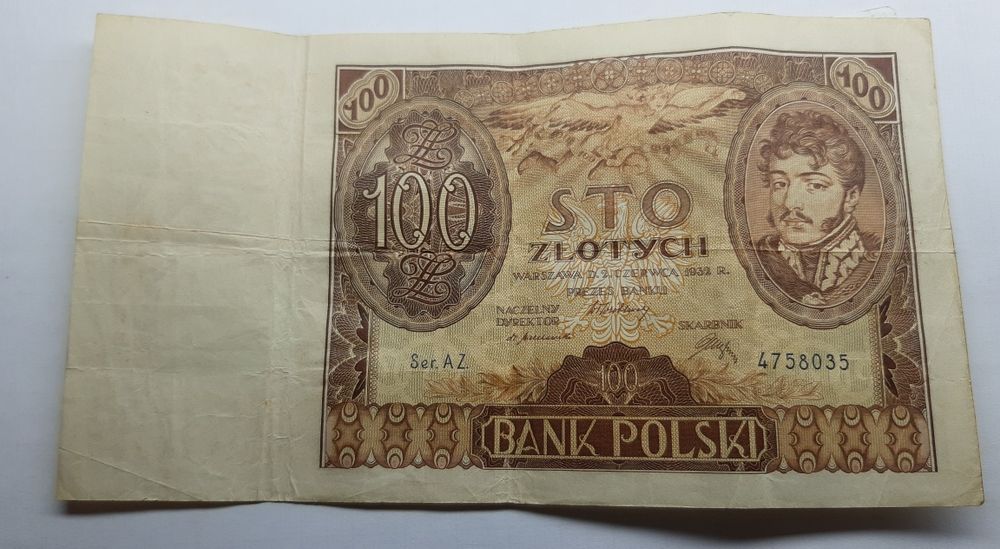 100
100
100
STO
ZŁOTYCH
WARSZAWA D. 2. CZERWCA 1932 R.
PREZES BANKU
NACZELNY
DYREKTOR
SKARBNIK
Ser. AZ.
4758035
100
BANK POLSKI